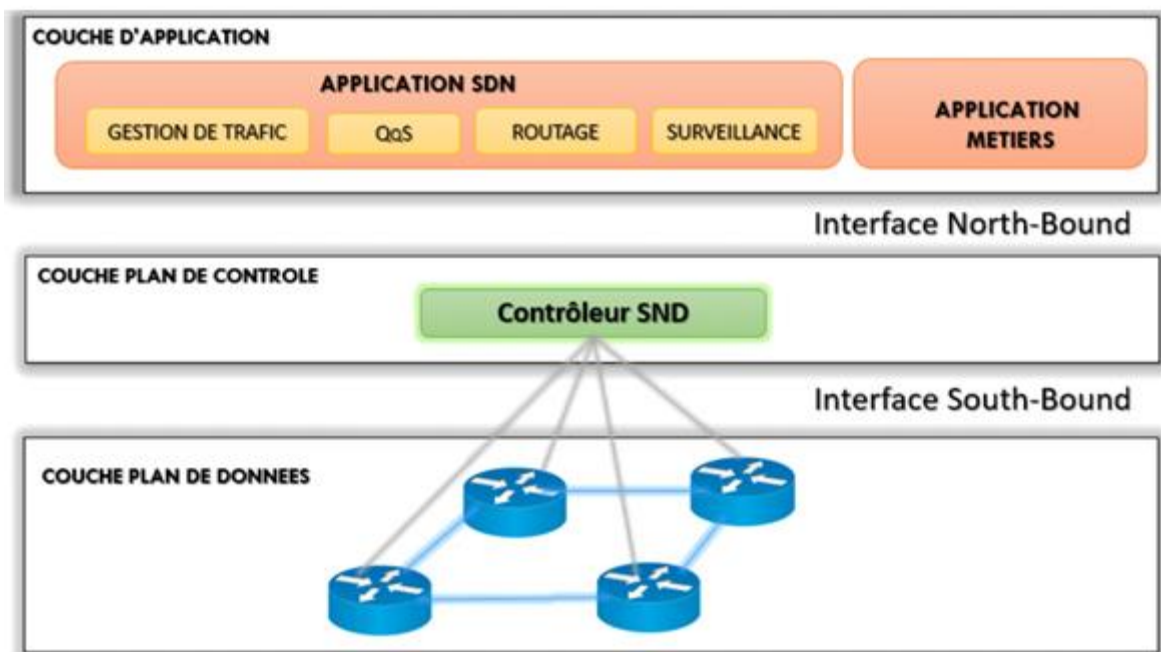 COUCHE D'APPLICATION
APPLICATION SDN
GESTION DE TRAFIC
QoS
ROUTAGE
SURVEILLANCE
APPLICATION
METIERS
Interface North-Bound
COUCHE PLAN DE CONTROLE
Contrôleur SND
Interface South-Bound
COUCHE PLAN DE DONNEES